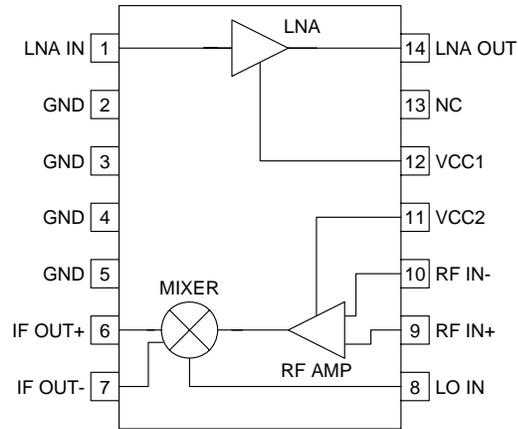 LNA
LNA IN 1
14 LNA OUT
GND 2
13 NC
GND 3
12 VCC1
GND 4
11 VCC2
GND 5
10 RF IN-
MIXER
IF OUT+ 6
9 RF IN+
RF AMP
IF OUT- 7
8 LO IN